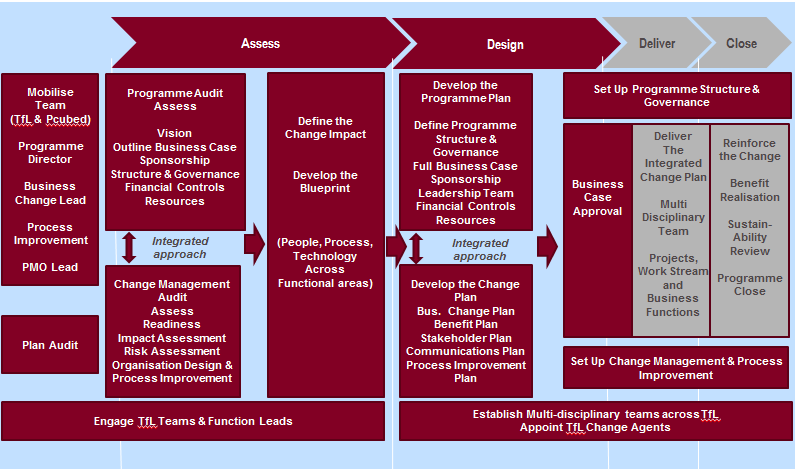 Assess
Design
Deliver
Close
Mobilise
Team
(TfL & Pcubed)
Programme
Director
Business
Change Lead
Process
Improvement
PMO Lead
Plan Audit
Programme Audit
Assess
Vision
Outline Business Case
Sponsorship
Structure & Governance
Financial Controls
Resources
Integrated
approach
Change Management
Audit
Assess
Readiness
Impact Assessment
Risk Assessment
Organisation Design &
Process Improvement
Define the
Change Impact
Develop the
Blueprint
(People, Process,
Technology
Across
Functional areas)
Develop the
Programme Plan
Define Programme
Structure &
Governance
Full Business Case
Sponsorship
Leadership Team
Financial Controls
Resources
Integrated
approach
Develop the Change
Plan
Bus. Change Plan
Benefit Plan
Stakeholder Plan
Communications Plan
Process Improvement
Plan
Set Up Programme Structure &
Governance
Business
Case
Approval
Deliver
The
Integrated
Change Plan
Multi
Disciplinary
Team
Projects,
Work Stream
and
Business
Functions
Reinforce
the Change
Benefit
Realisation
Sustain-
Ability
Review
Programme
Close
Set Up Change Management & Process
Improvement
Engage TfL Teams & Function Leads
Establish Multi-disciplinary teams across TfL
Appoint TfL Change Agents